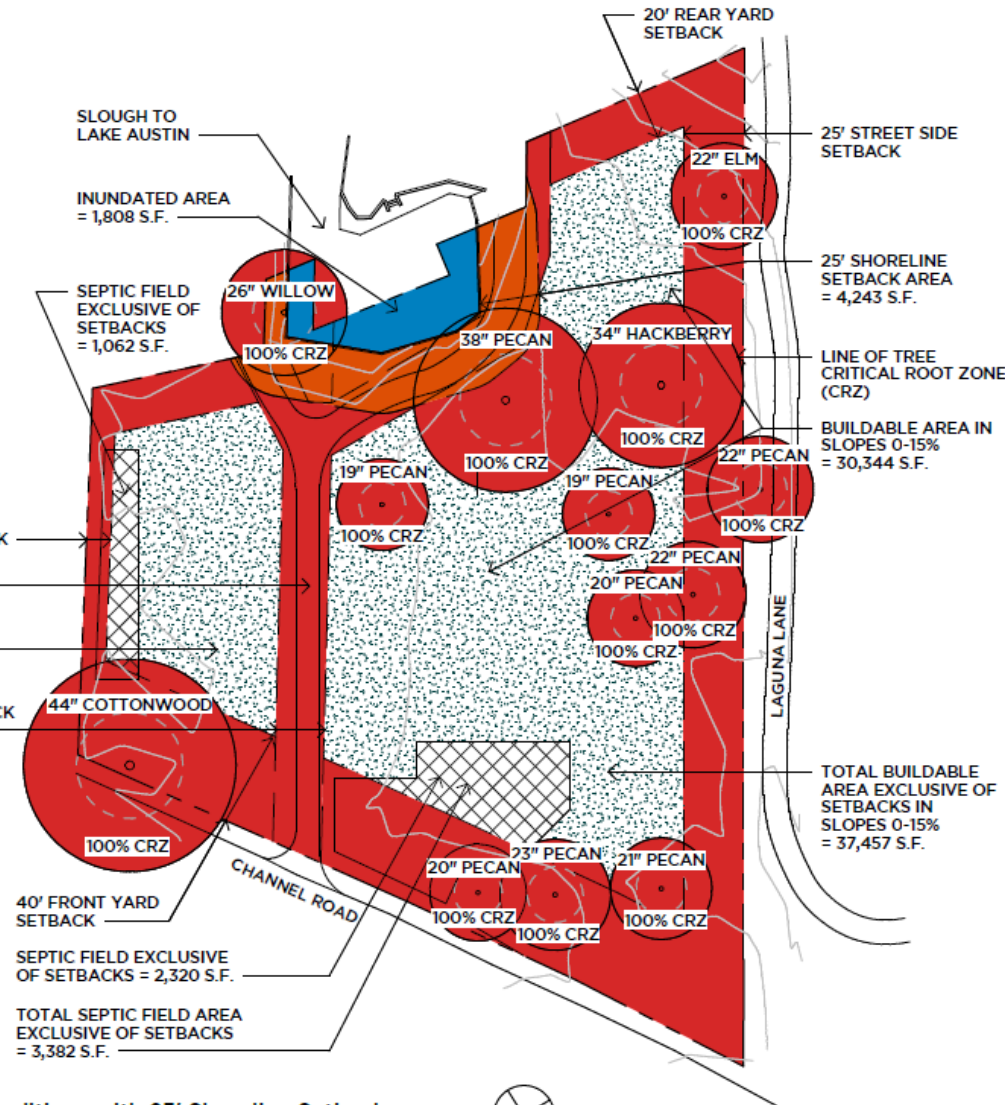 20' REAR YARD
SETBACK
SLOUGH TO
LAKE AUSTIN
25' STREET SIDE
SETBACK
22" ELM
100% CRZ
INUNDATED AREA
= 1,808 S.F.
25' SHORELINE
SETBACK AREA
= 4,243 S.F.
SEPTIC FIELD
EXCLUSIVE OF
SETBACKS
= 1,062 S.F.
26" WILLOW
100% CRZ
38" PECAN
100% CRZ
34" HACKBERRY
100% CRZ
LINE OF TREE
CRITICAL ROOT ZONE
(CRZ)
BUILDABLE AREA IN
SLOPES 0-15%
= 30,344 S.F.
22" PECAN
100% CRZ
19" PECAN
100% CRZ
19" PECAN
100% CRZ
22" PECAN
100% CRZ
20" PECAN
100% CRZ
LAGUNA LANE
44" COTTONWOOD
100% CRZ
TOTAL BUILDABLE
AREA EXCLUSIVE OF
SETBACKS IN
SLOPES 0-15%
= 37,457 S.F.
CHANNEL ROAD
20" PECAN
100% CRZ
23" PECAN
100% CRZ
21" PECAN
100% CRZ
40' FRONT YARD
SETBACK
SEPTIC FIELD EXCLUSIVE
OF SETBACKS = 2,320 S.F.
TOTAL SEPTIC FIELD AREA
EXCLUSIVE OF SETBACKS
= 3,382 S.F.